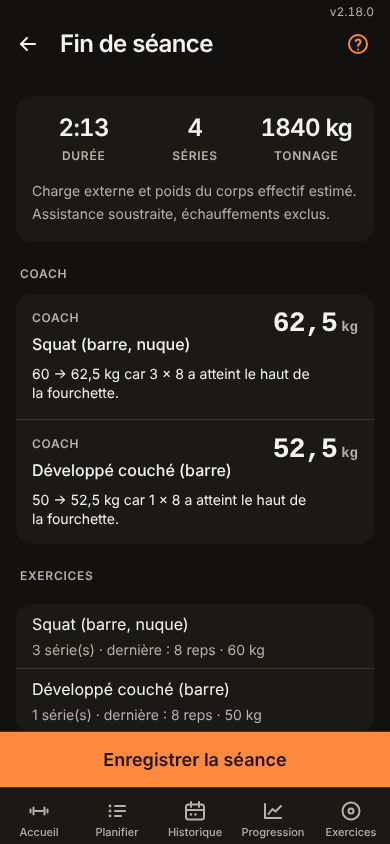 v2.18.0
Fin de séance
2:13
4
1840 kg
DURÉE
SÉRIES
TONNAGE
Charge externe et poids du corps effectif estimé.
Assistance soustraite, échauffements exclus.
COACH
COACH
62,5 kg
Squat (barre, nuque)
60 → 62,5 kg car 3 × 8 a atteint le haut de
la fourchette.
COACH
52,5 kg
Développé couché (barre)
50 → 52,5 kg car 1 × 8 a atteint le haut de
la fourchette.
EXERCICES
Squat (barre, nuque)
3 série(s) · dernière : 8 reps · 60 kg
Développé couché (barre)
1 série(s) · dernière : 8 reps · 50 kg
Enregistrer la séance
Accueil
Planifier
Historique
Progression
Exercices